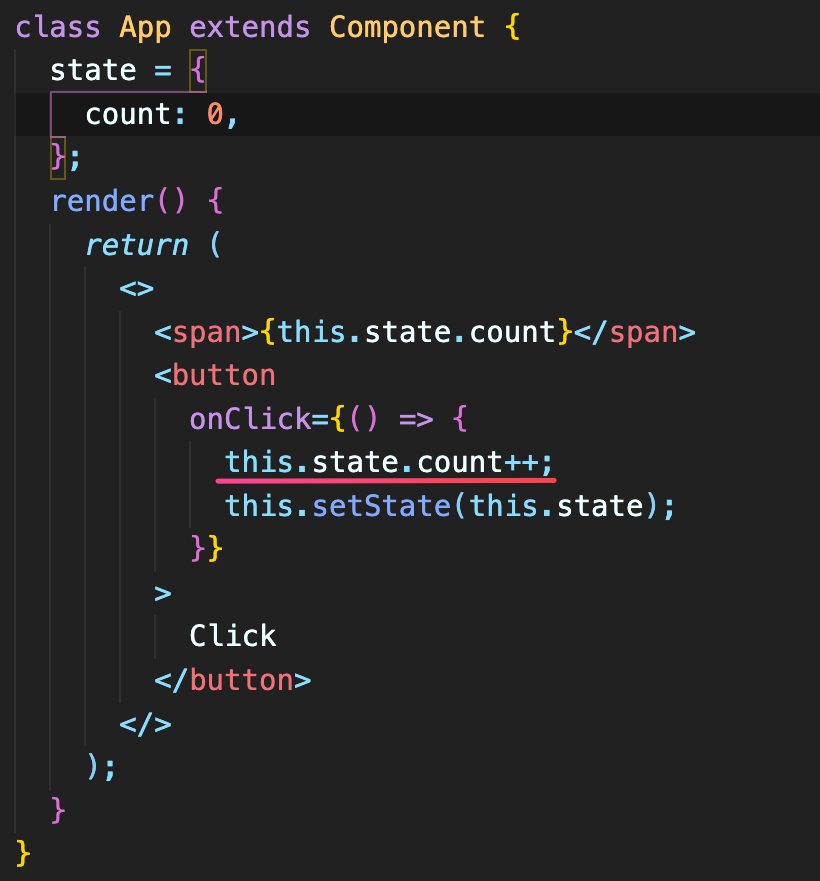 class App extends Component {
state = {
count: 0,
};
render() {
return (
<>
<span>{this.state.count}</span>
<button
onClick={() => {
this.state.count++;
this.setState(this.state);
}}
>
Click
</button>
</>
);
}
}